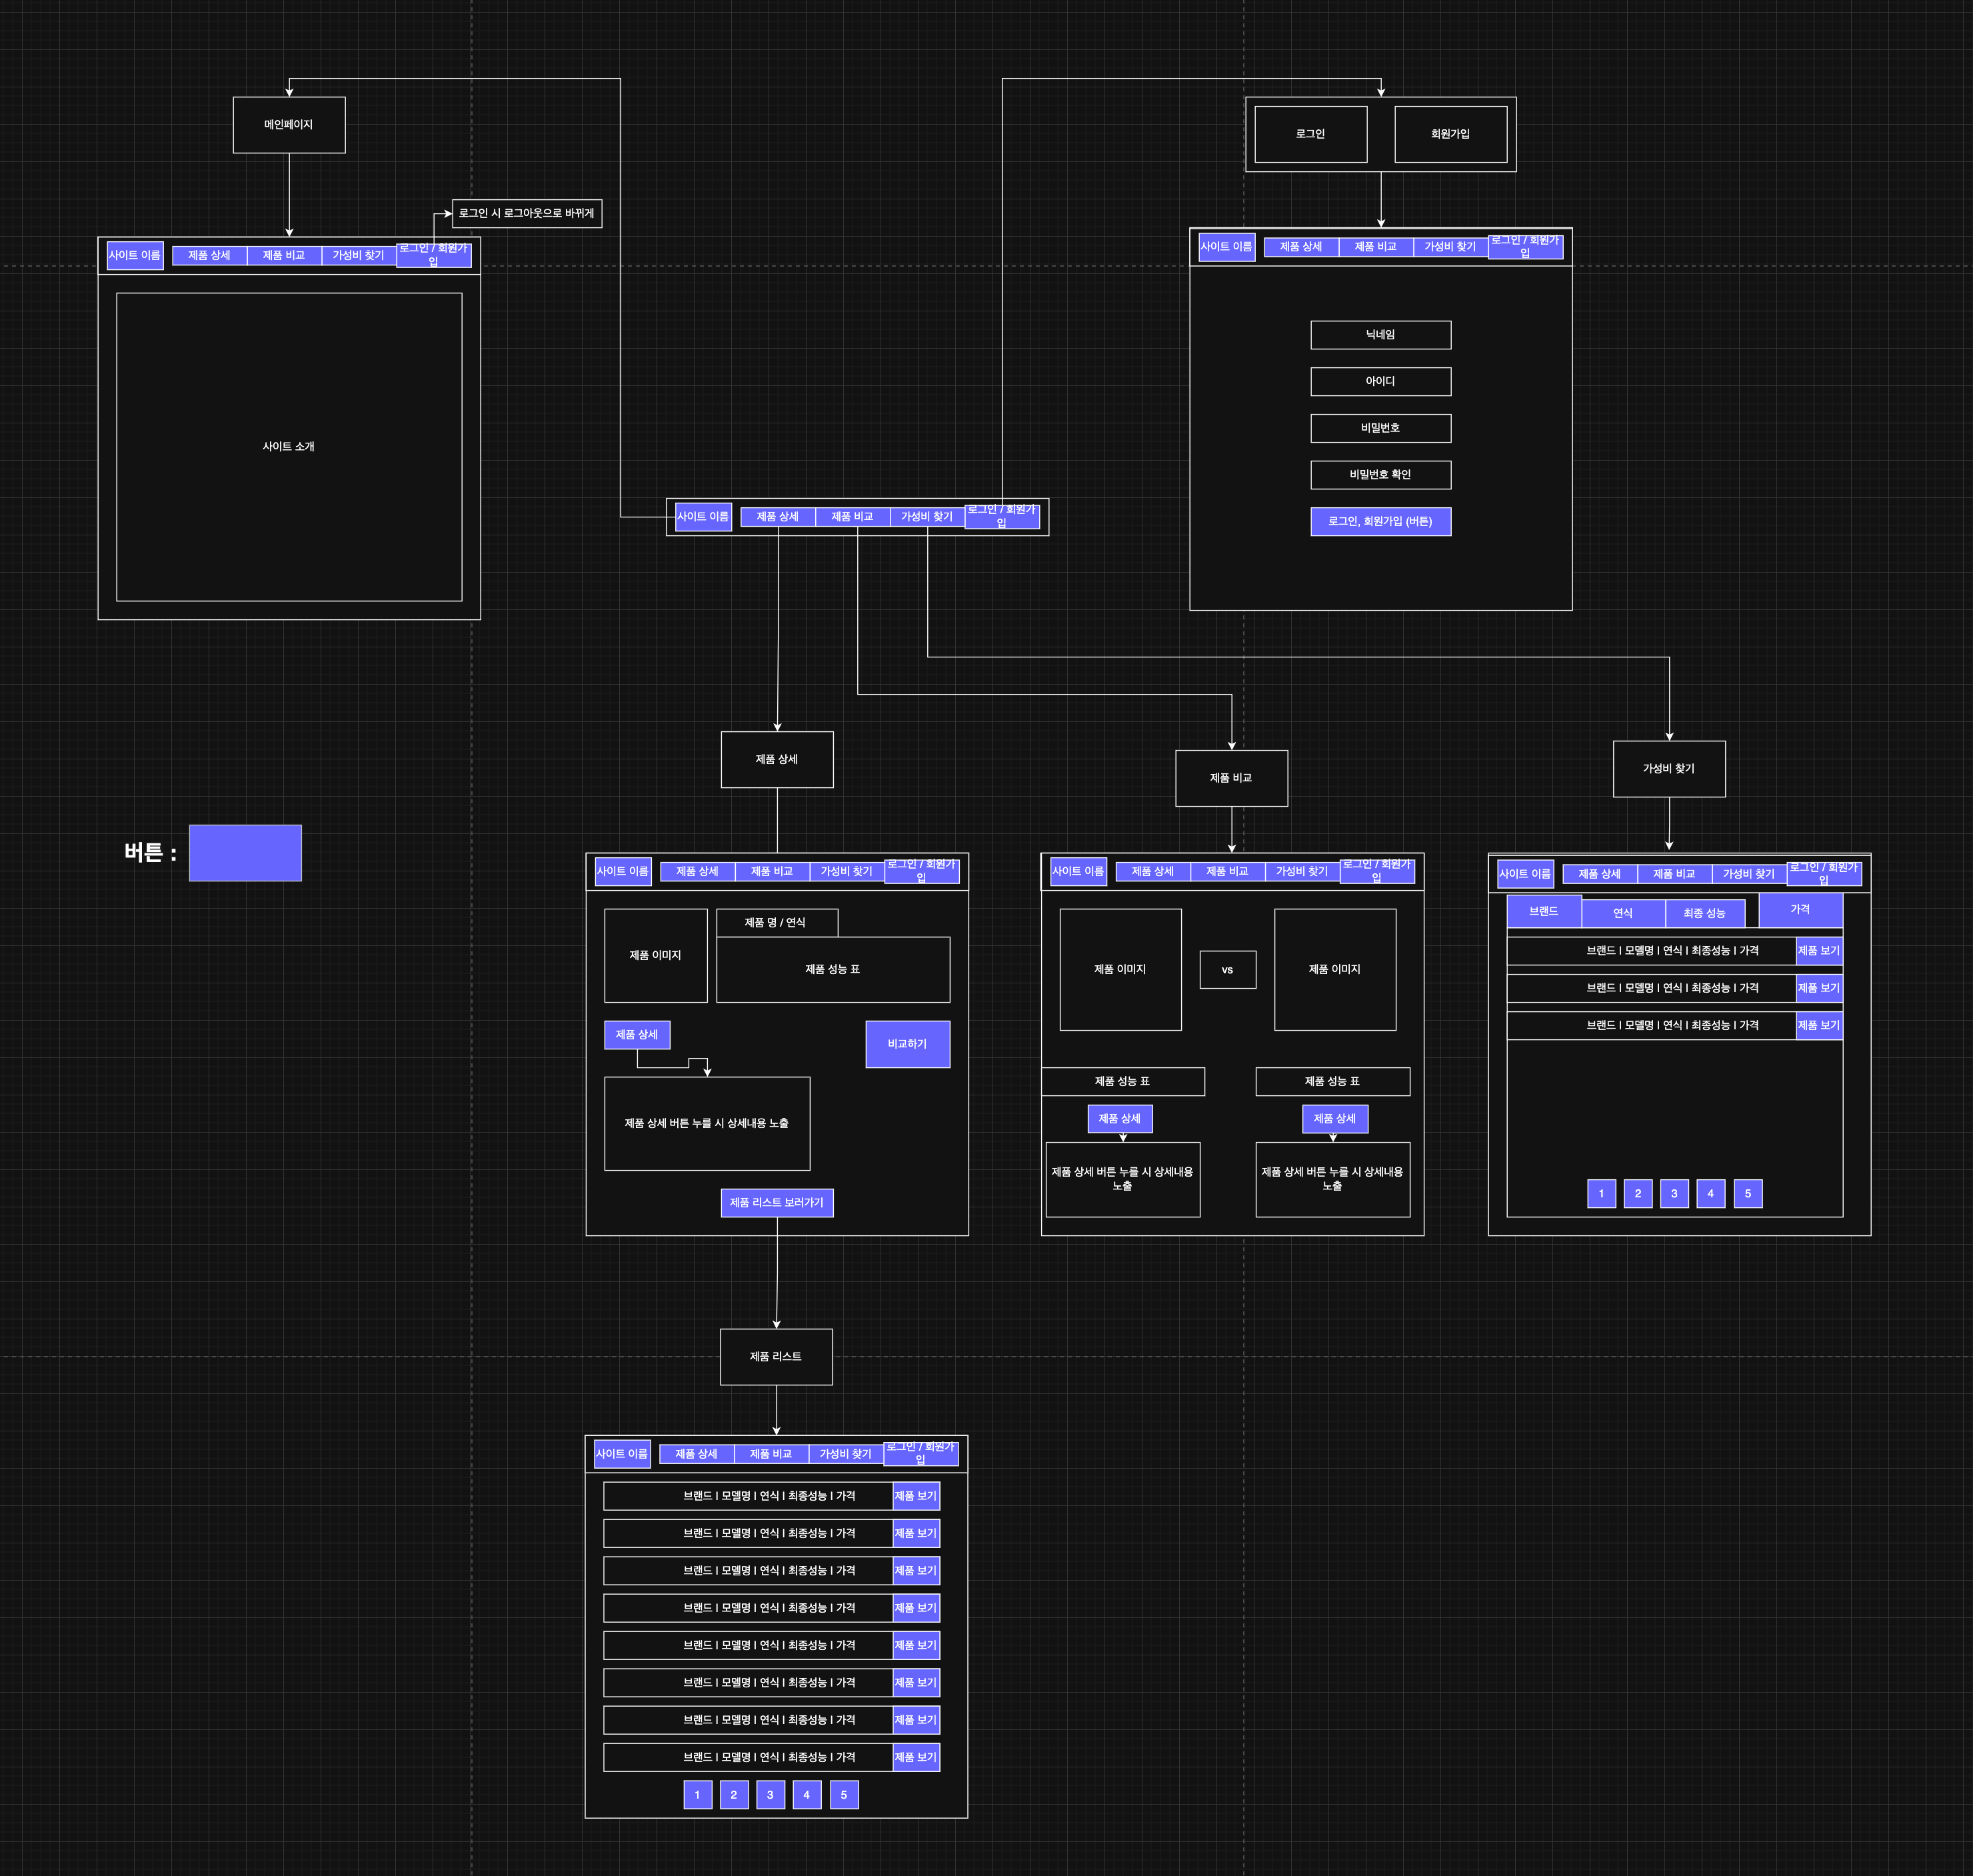 메인페이지
로그인 시 로그아웃으로 바뀌게
사이트 이름
제품 상세
제품 비교
가성비 찾기
로그인 / 회원가
입
사이트 소개
로그인
회원가입
사이트 이름
제품 상세
제품 비교
가성비 찾기
로그인 / 회원가
입
닉네임
아이디
비밀번호
비밀번호 확인
로그인, 회원가입 (버튼)
사이트 이름
제품 상세
제품 비교
가성비 찾기
로그인 / 회원가
입
버튼 :
제품 상세
사이트 이름
제품 상세
제품 비교
가성비 찾기
로그인 / 회원가
입
제품 이미지
제품 명 / 연식
제품 성능 표
제품 상세
비교하기
제품 상세 버튼 누를 시 상세내용 노출
제품 리스트 보러가기
제품 비교
사이트 이름
제품 상세
제품 비교
가성비 찾기
로그인 / 회원가
입
제품 이미지
vs
제품 이미지
제품 성능 표
제품 성능 표
제품 상세
제품 상세
제품 상세 버튼 누를 시 상세내용
노출
제품 상세 버튼 누를 시 상세내용
노출
가성비 찾기
사이트 이름
제품 상세
제품 비교
가성비 찾기
로그인 / 회원가
입
브랜드
연식
최종 성능
가격
브랜드 | 모델명 | 연식 | 최종성능 | 가격
제품 보기
브랜드 | 모델명 | 연식 | 최종성능 | 가격
제품 보기
브랜드 | 모델명 | 연식 | 최종성능 | 가격
제품 보기
1
2
3
4
5
제품 리스트
사이트 이름
제품 상세
제품 비교
가성비 찾기
로그인 / 회원가
입
브랜드 | 모델명 | 연식 | 최종성능 | 가격
제품 보기
브랜드 | 모델명 | 연식 | 최종성능 | 가격
제품 보기
브랜드 | 모델명 | 연식 | 최종성능 | 가격
제품 보기
브랜드 | 모델명 | 연식 | 최종성능 | 가격
제품 보기
브랜드 | 모델명 | 연식 | 최종성능 | 가격
제품 보기
브랜드 | 모델명 | 연식 | 최종성능 | 가격
제품 보기
브랜드 | 모델명 | 연식 | 최종성능 | 가격
제품 보기
브랜드 | 모델명 | 연식 | 최종성능 | 가격
제품 보기
1
2
3
4
5